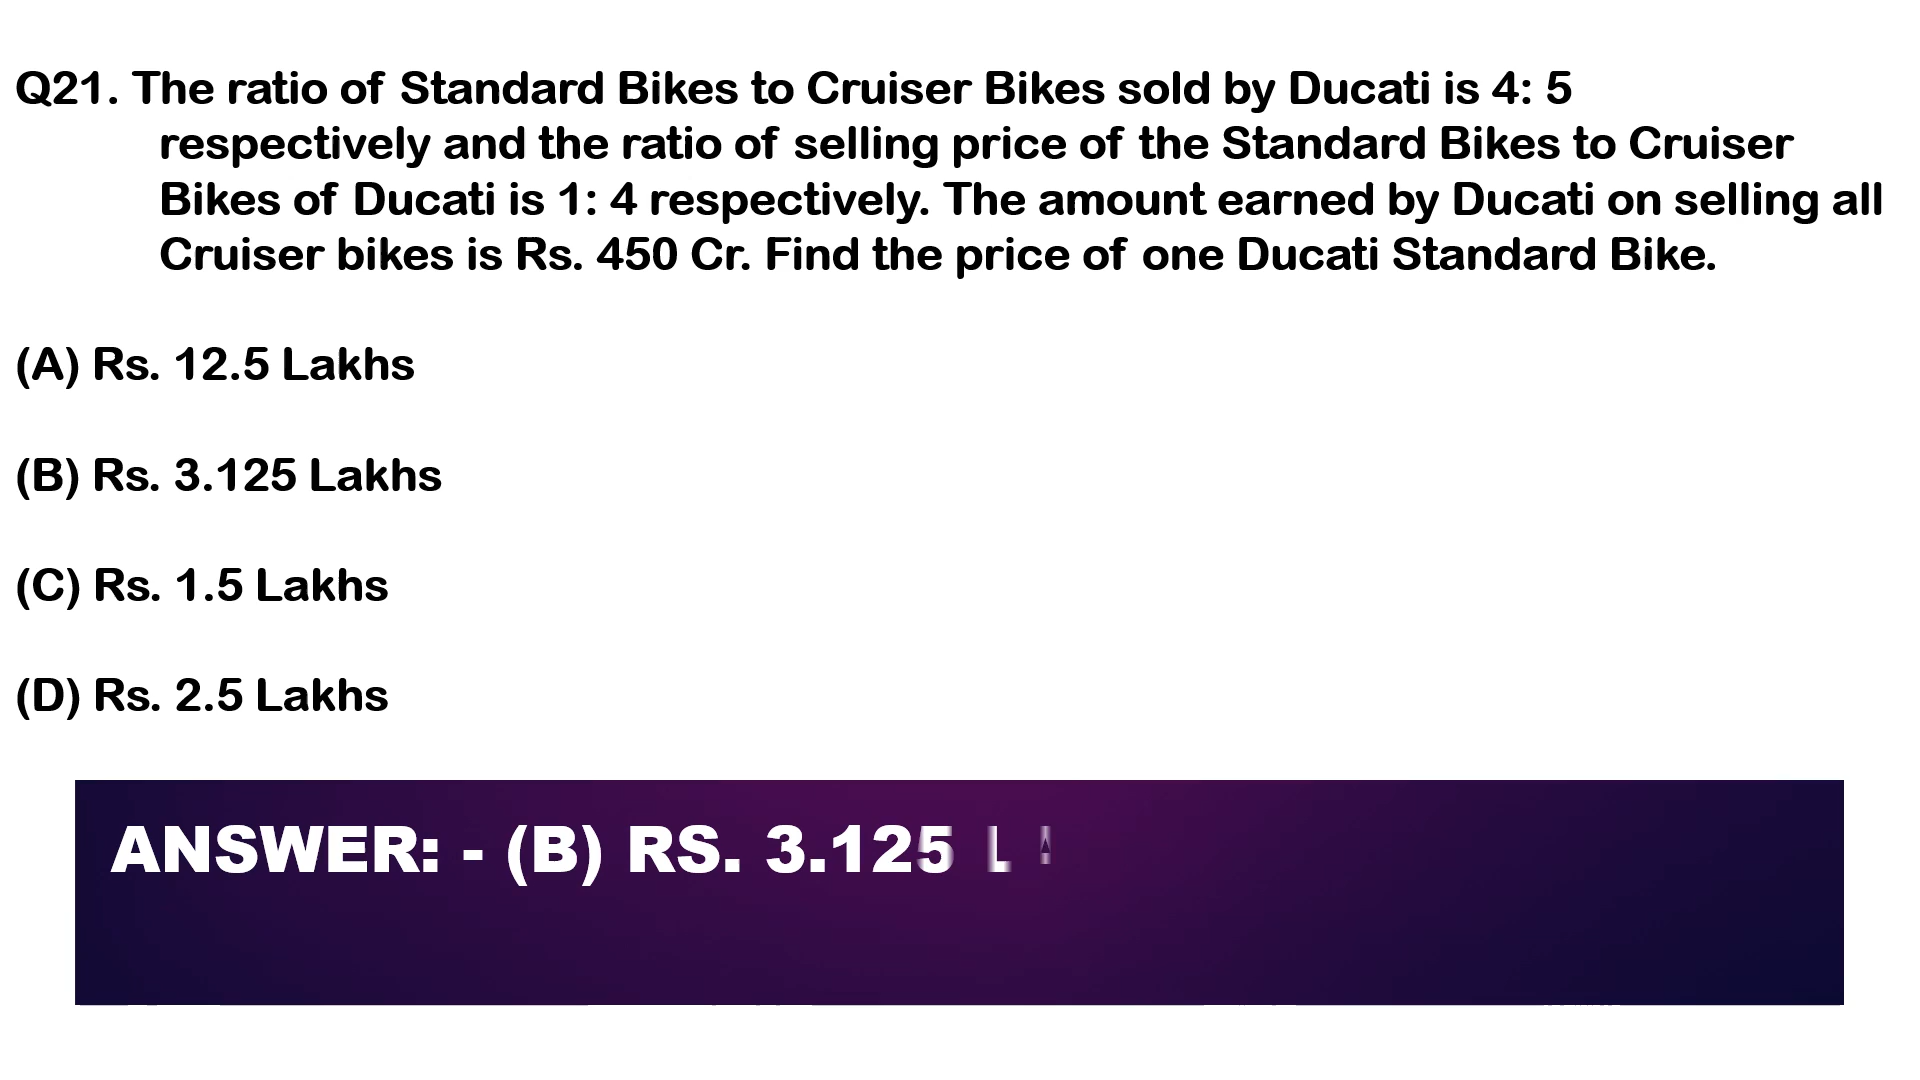 Q21. The ratio of Standard Bikes to Cruiser Bikes sold by Ducati is 4: 5
respectively and the ratio of selling price of the Standard Bikes to Cruiser
Bikes of Ducati is 1: 4 respectively. The amount earned by Ducati on selling all
Cruiser bikes is Rs. 450 Cr. Find the price of one Ducati Standard Bike.
(A) Rs. 12.5 Lakhs
(B) Rs. 3.125 Lakhs
(C) Rs. 1.5 Lakhs
(D) Rs. 2.5 Lakhs
ANSWER: - (B) RS. 3.125